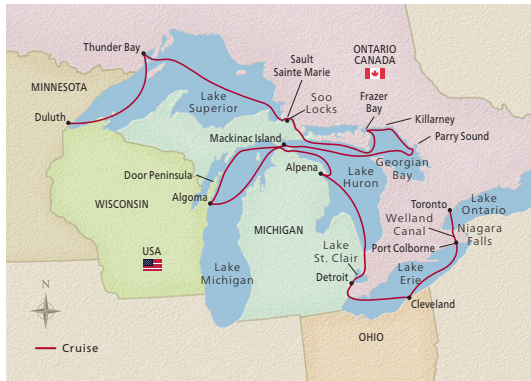 Thunder Bay
Sault
Sainte Marie
ONTARIO
CANADA
MINNESOTA
Lake
Superior
Soo
Locks
Frazer
Bay
Killarney
Duluth
Mackinac Island
Parry Sound
Georgian
Bay
Door Peninsula
Alpena
Lake
Huron
Algoma
WISCONSIN
Toronto
Lake
Ontario
Welland
Canal
Niagara
Falls
MICHIGAN
Port Colborne
USA
Lake
St. Clair
Lake
Michigan
Detroit
Lake
Erie
Cleveland
N
OHIO
Cruise